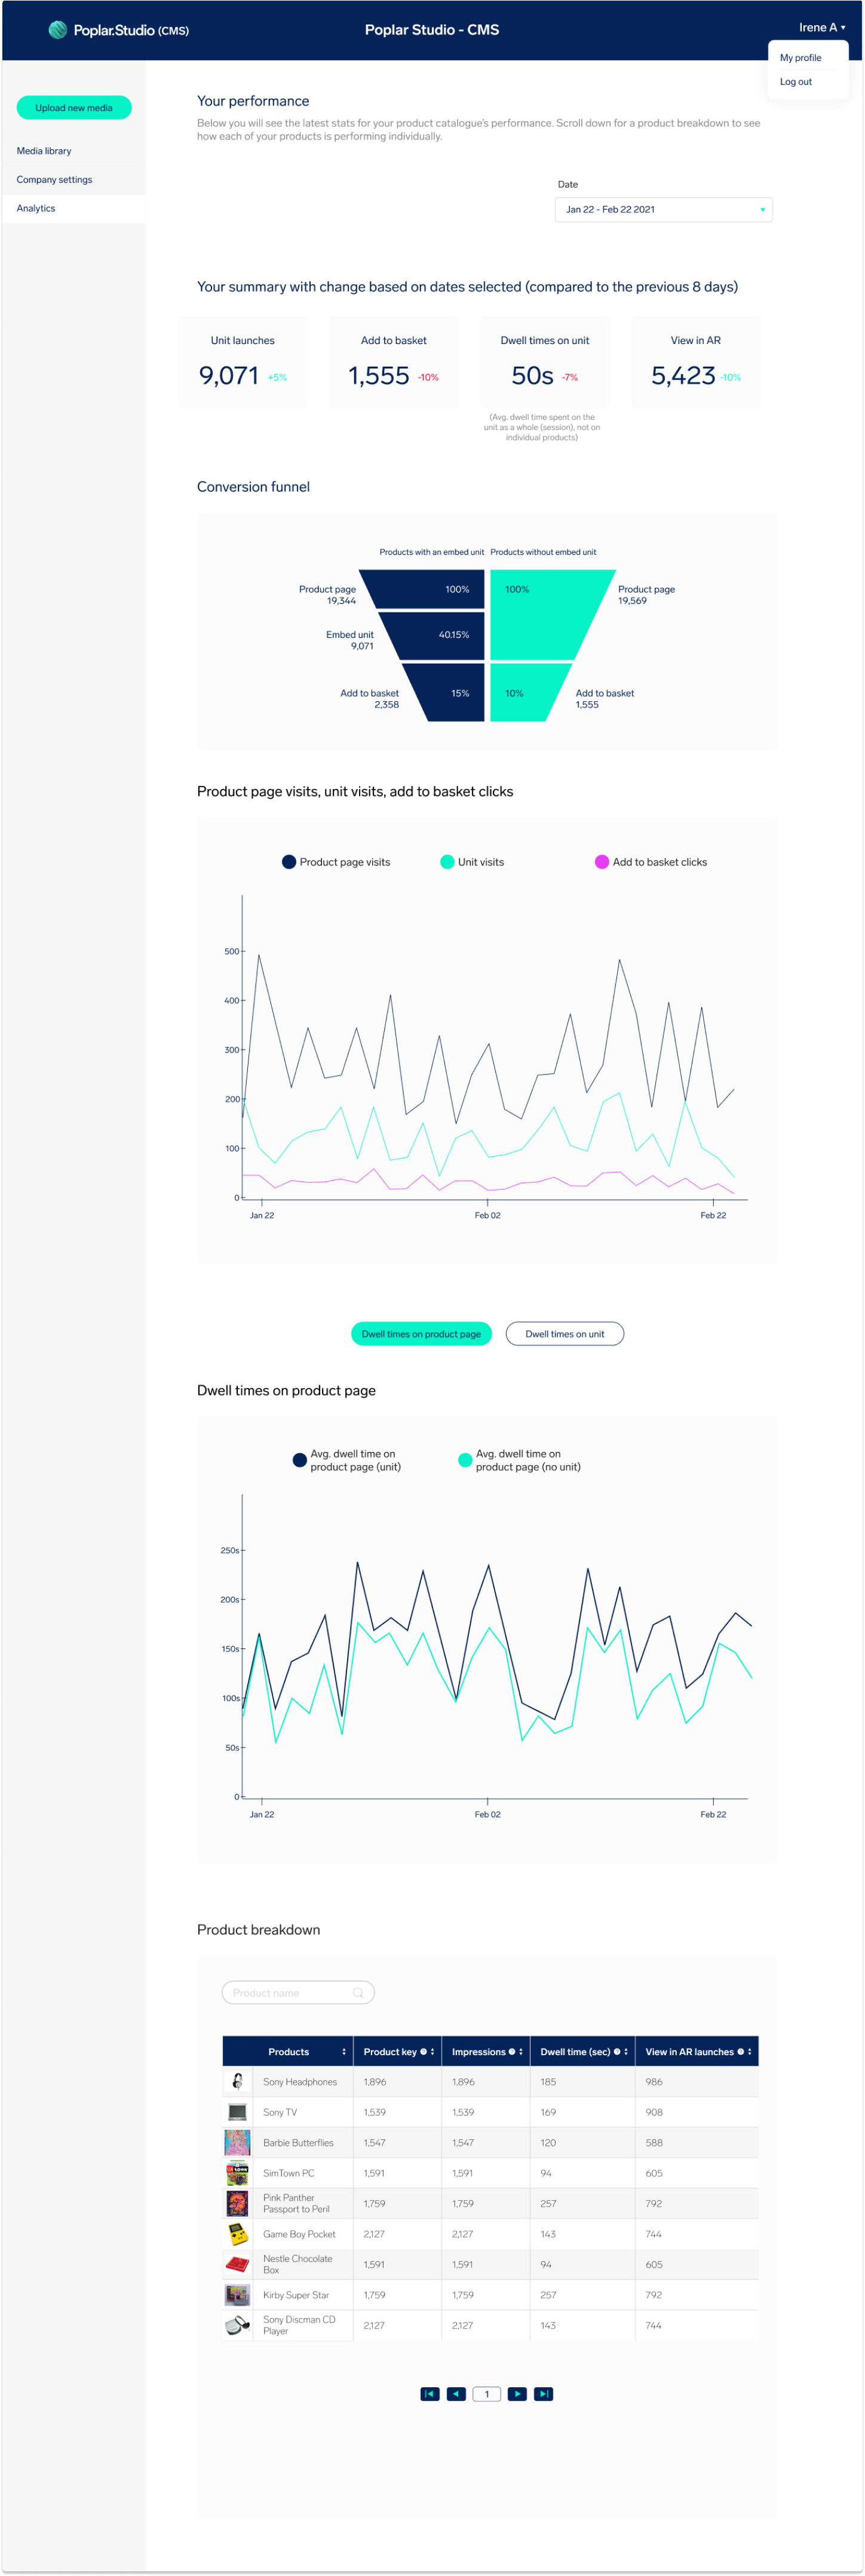 Poplar.Studio (CMS)
Poplar Studio - CMS
Irene A
My profile
Log out
Upload new media
Media library
Company settings
Analytics
Your performance
Below you will see the latest stats for your product catalogue's performance. Scroll down for a product breakdown to see
how each of your products is performing individually.
Date
Jan 22 - Feb 22 2021
Your summary with change based on dates selected (compared to the previous 8 days)
Unit launches
9,071 +5%
Add to basket
1,555 -10%
Dwell times on unit
50s -7%
(Avg. dwell time spent on the
unit as a whole (session), not on
individual products)
View in AR
5,423 -10%
Conversion funnel
Products with an embed unit
Products without embed unit
Product page
19,344
100%
100%
Product page
19,569
Embed unit
9,071
40.15%
Add to basket
2,358
15%
10%
Add to basket
1,555
Product page visits, unit visits, add to basket clicks
Product page visits
Unit visits
Add to basket clicks
500
400
300
200
100
0
Jan 22
Feb 02
Feb 22
Dwell times on product page
Dwell times on unit
Dwell times on product page
Avg. dwell time on
product page (unit)
Avg. dwell time on
product page (no unit)
250s
200s
150s
100s
50s
0
Jan 22
Feb 02
Feb 22
Product breakdown
Product name
Products Product key Impressions Dwell time (sec) View in AR launches
Sony Headphones 1,896 1,896 185 986
Sony TV 1,539 1,539 169 908
Barbie Butterflies 1,547 1,547 120 588
SimTown PC 1,591 1,591 94 605
Pink Panther
Passport to Peril 1,759 1,759 257 792
Game Boy Pocket 2,127 2,127 143 744
Nestle Chocolate
Box 1,591 1,591 94 605
Kirby Super Star 1,759 1,759 257 792
Sony Discman CD
Player 2,127 2,127 143 744
1